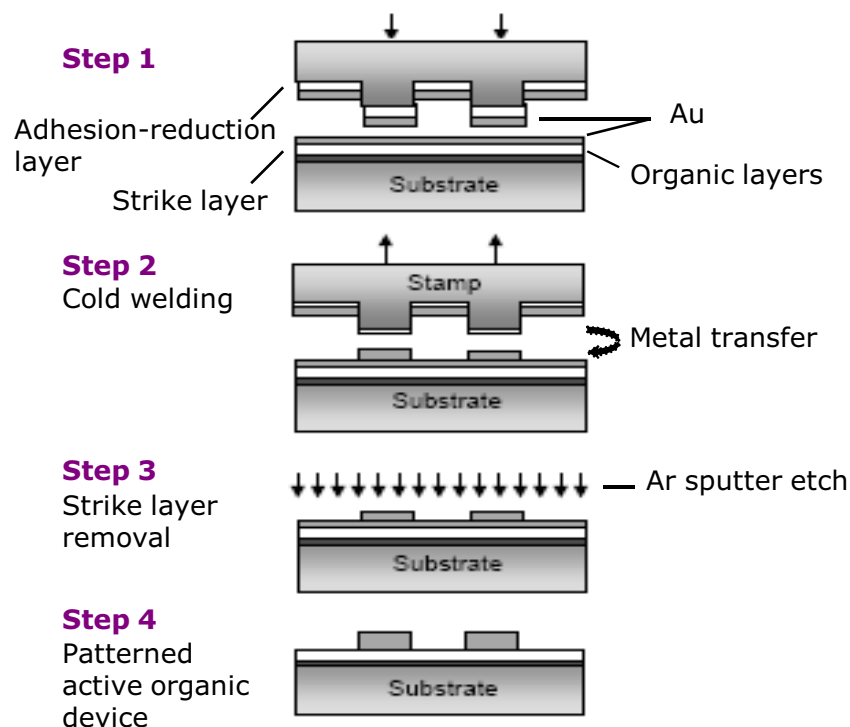 Step 1
Adhesion-reduction
layer
Strike layer
Au
Organic layers
Substrate
Step 2
Cold welding
Stamp
Metal transfer
Substrate
Step 3
Strike layer
removal
Ar sputter etch
Substrate
Step 4
Patterned
active organic
device
Substrate